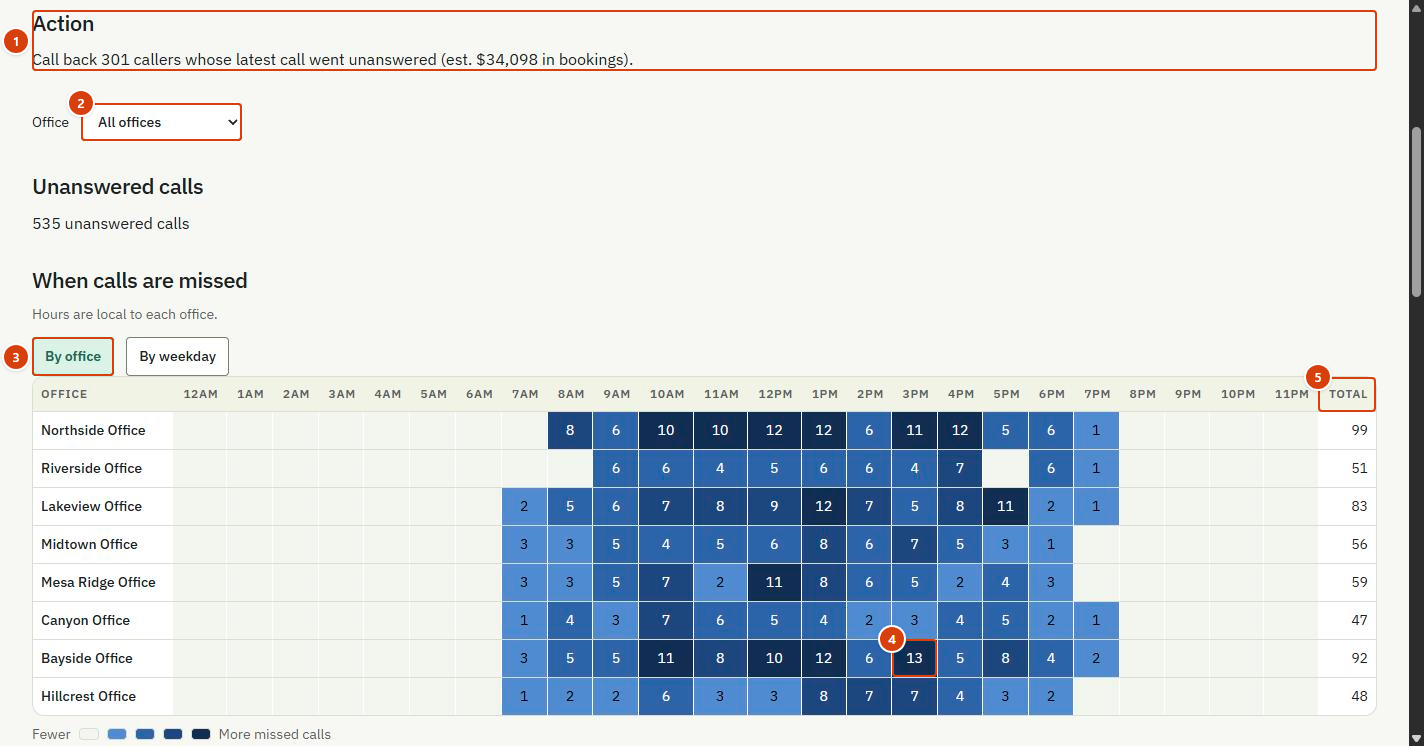 Action
1
Call back 301 callers whose latest call went unanswered (est. $34,098 in bookings).
2
Office All offices
Unanswered calls
535 unanswered calls
When calls are missed
Hours are local to each office.
3 By office By weekday
5
OFFICE 12AM 1AM 2AM 3AM 4AM 5AM 6AM 7AM 8AM 9AM 10AM 11AM 12PM 1PM 2PM 3PM 4PM 5PM 6PM 7PM 8PM 9PM 10PM 11PM TOTAL
Northside Office 8 6 10 10 12 12 6 11 12 5 6 1 99
Riverside Office 6 6 4 5 6 6 4 7 6 1 51
Lakeview Office 2 5 6 7 8 9 12 7 5 8 11 2 1 83
Midtown Office 3 3 5 4 5 6 8 6 7 5 3 1 56
Mesa Ridge Office 3 3 5 7 2 11 8 6 5 2 4 3 59
Canyon Office 1 4 3 7 6 5 4 2 3 4 5 2 1 47
4
Bayside Office 3 5 5 11 8 10 12 6 13 5 8 4 2 92
Hillcrest Office 1 2 2 6 3 3 8 7 7 4 3 2 48
Fewer More missed calls